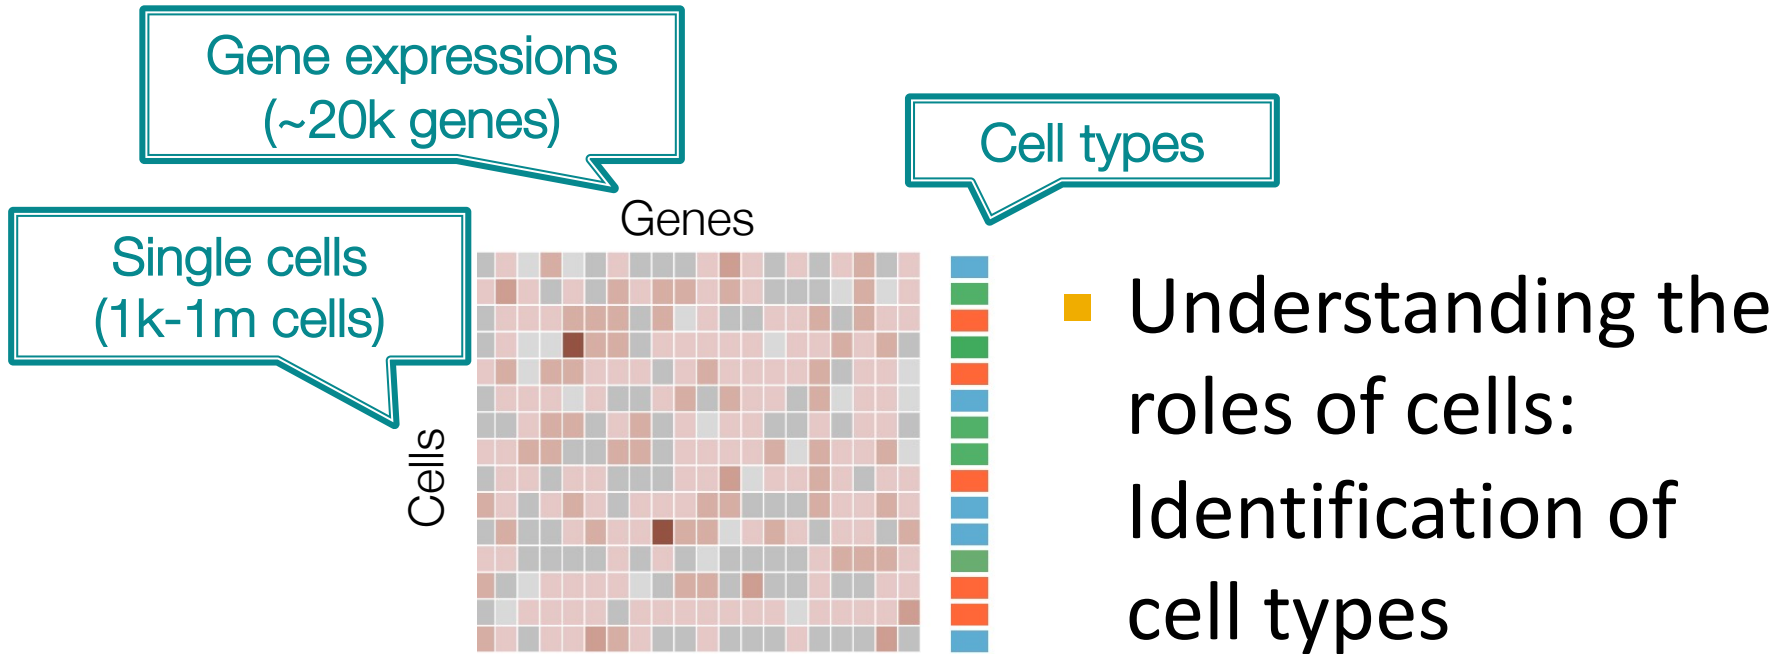 Gene expressions
(~20k genes)
Cell types
Single cells
(1k-1m cells)
Genes
Cells
Understanding the
roles of cells:
Identification of
cell types